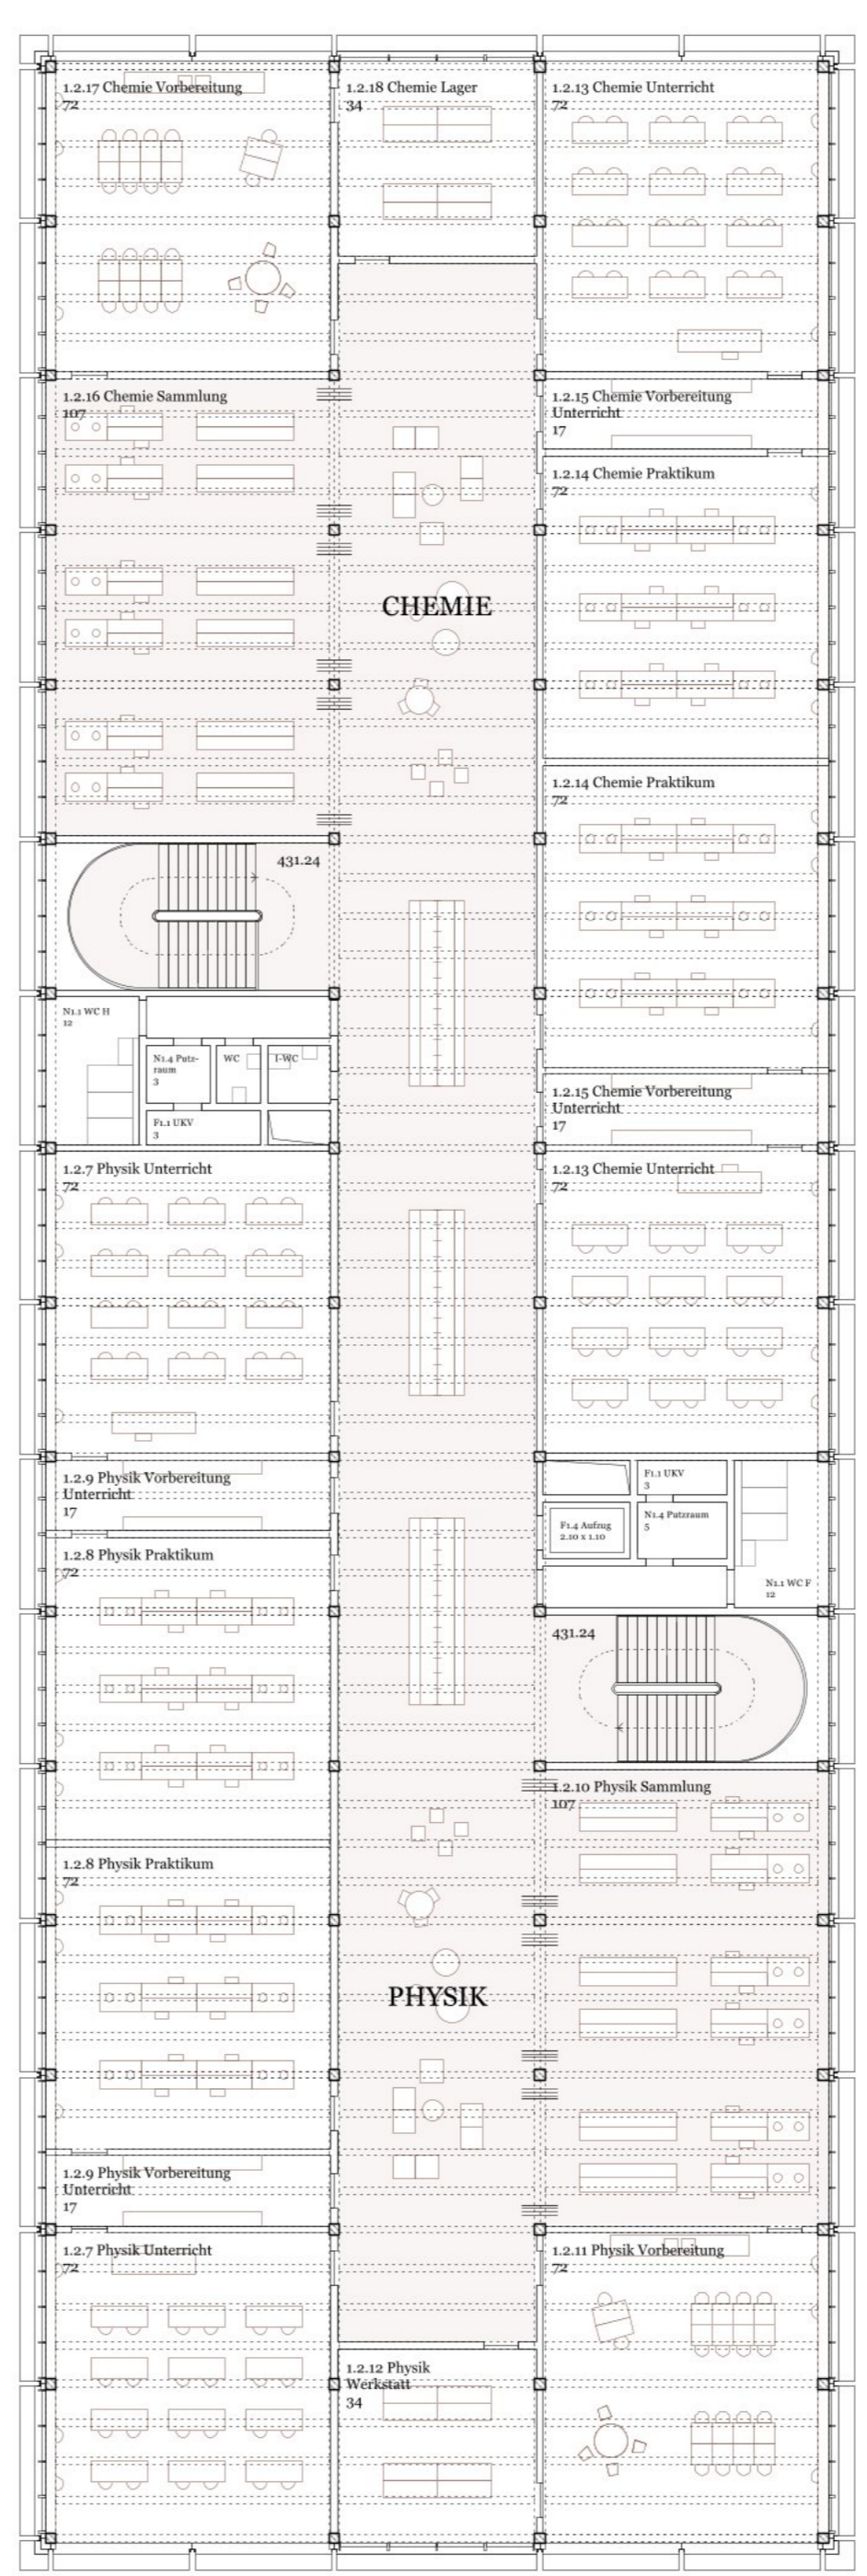 1.2.17 Chemie Vorbereitung
72
1.2.18 Chemie Lager
34
1.2.13 Chemie Unterricht
72
1.2.16 Chemie Sammlung
107
1.2.15 Chemie Vorbereitung
Unterricht
17
1.2.14 Chemie Praktikum
72
CHEMIE
1.2.14 Chemie Praktikum
72
431.24
N1.1 WC H
12
N1.4 Putz-
raum
3
WC
I-WC
F1.1 UKV
3
1.2.15 Chemie Vorbereitung
Unterricht
17
1.2.7 Physik Unterricht
72
1.2.13 Chemie Unterricht
72
1.2.9 Physik Vorbereitung
Unterricht
17
F1.1 UKV
3
F1.4 Aufzug
2.10 x 1.10
N1.4 Putzraum
5
N1.1 WC F
12
1.2.8 Physik Praktikum
72
431.24
1.2.10 Physik Sammlung
107
1.2.8 Physik Praktikum
72
PHYSIK
1.2.9 Physik Vorbereitung
Unterricht
17
1.2.7 Physik Unterricht
72
1.2.11 Physik Vorbereitung
72
1.2.12 Physik
Werkstatt
34